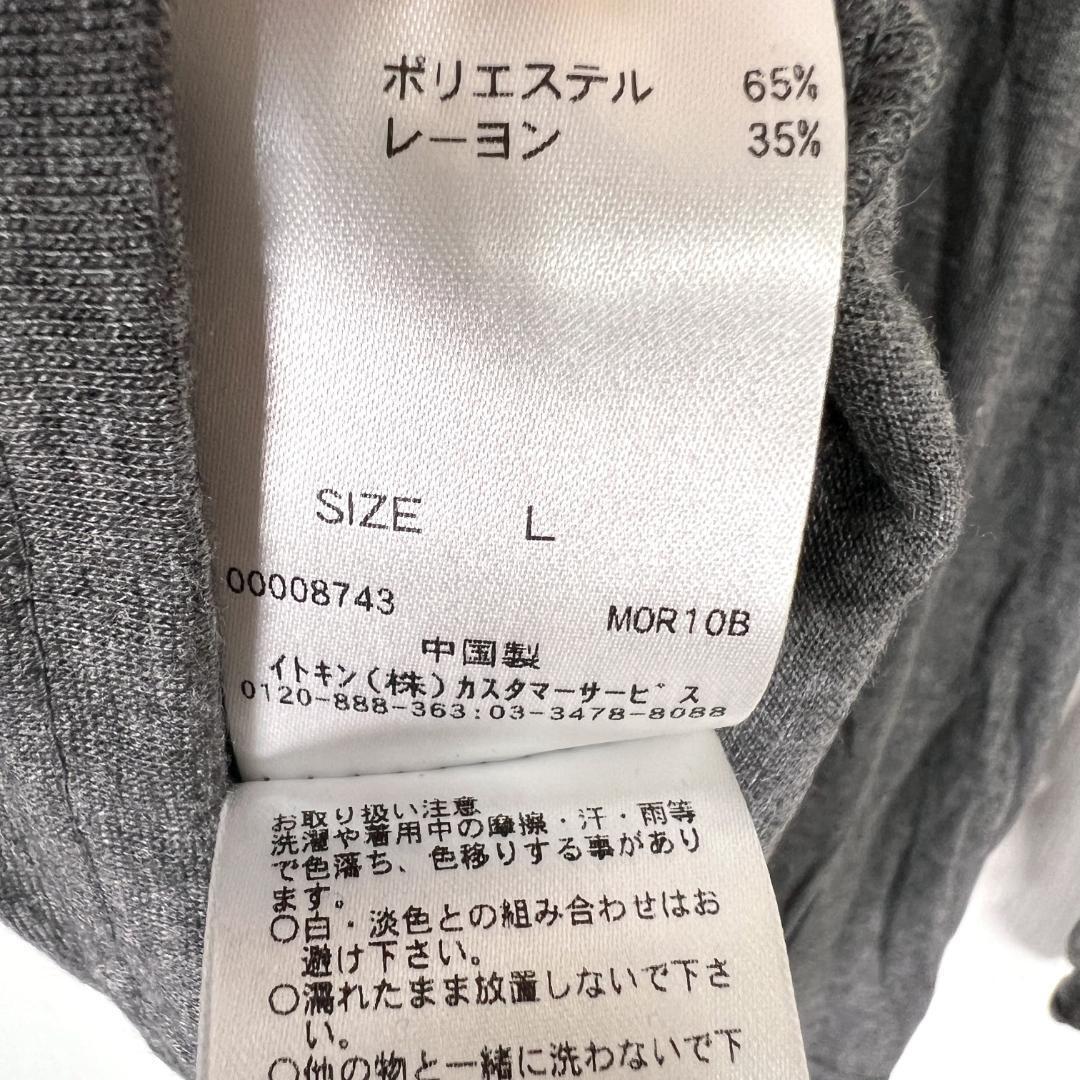 ポリエステル 65%
レーヨン 35%
SIZE L
00008743 MOR10B
中国製
イトキン(株)カスタマーサービス
0120-888-363:03-3478-8088
お取り扱い注意
洗濯や着用中の摩擦・汗・雨等
で色落ち、色移りする事があり
ます。
○白・淡色との組み合わせはお
避け下さい。
○濡れたまま放置しないで下さ
い。
○他の物と一緒に洗わないで下